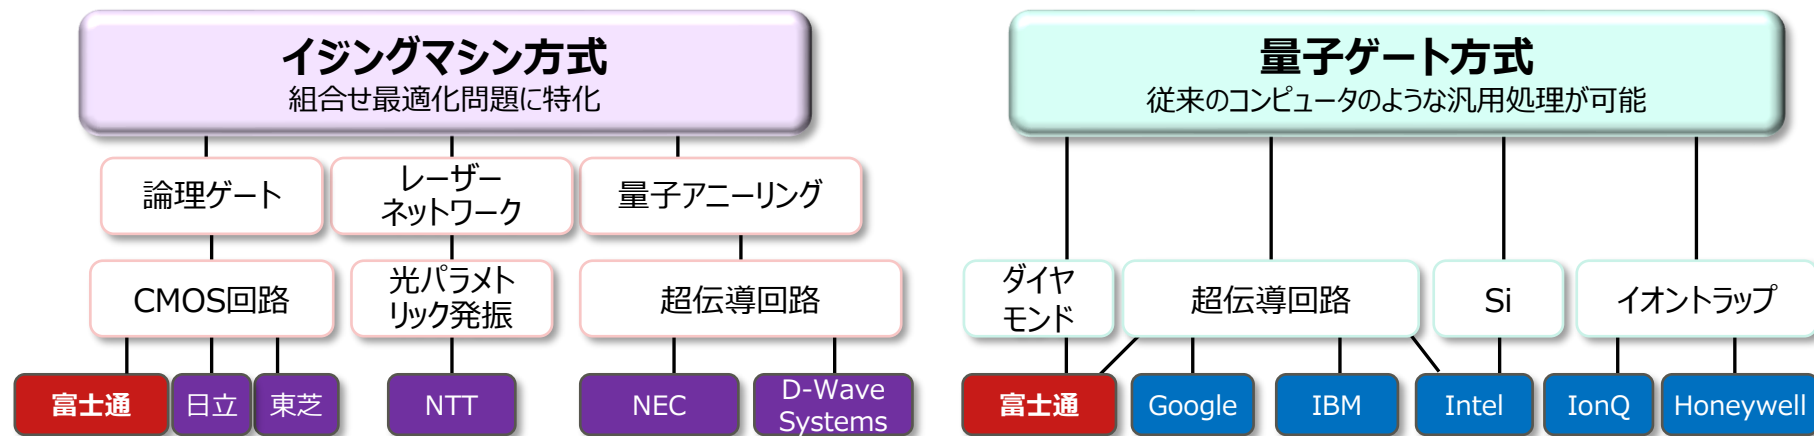 イジングマシン方式
組合せ最適化問題に特化
量子ゲート方式
従来のコンピュータのような汎用処理が可能
論理ゲート
レーザー
ネットワーク
量子アニーリング
CMOS回路
光パラメト
リック発振
超伝導回路
ダイヤ
モンド
超伝導回路
Si
イオントラップ
富士通
日立
東芝
NTT
NEC
D-Wave
Systems
富士通
Google
IBM
Intel
IonQ
Honeywell